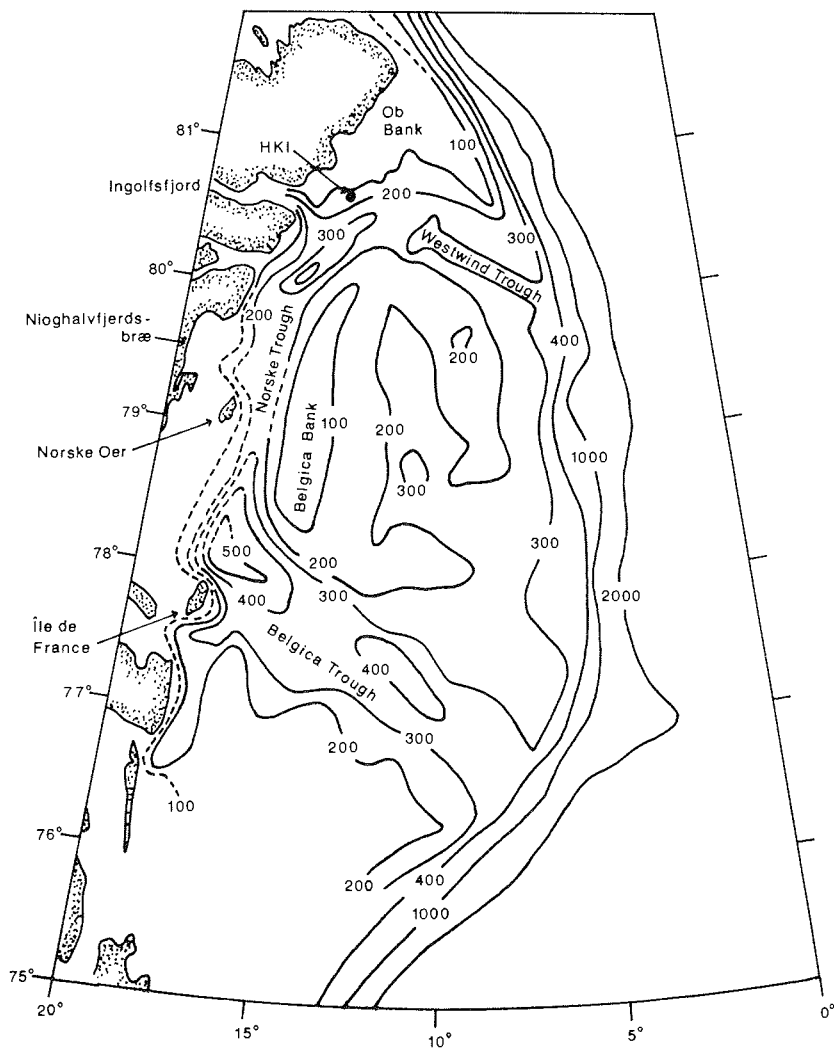 Ob
Bank
81°
HKI
100
Ingolfsfjord
200
300
Westwind Trough
300
80°
200
Nioghalvfjerds-
bræ
Norske Trough
400
200
79°
100
200
Norske Oer
Belgica Bank
1000
300
78°
500
200
300
400
300
2000
Île de
France
Belgica Trough
400
77°
200
300
100
76°
200
400
1000
75°
20°
15°
10°
5°
0°